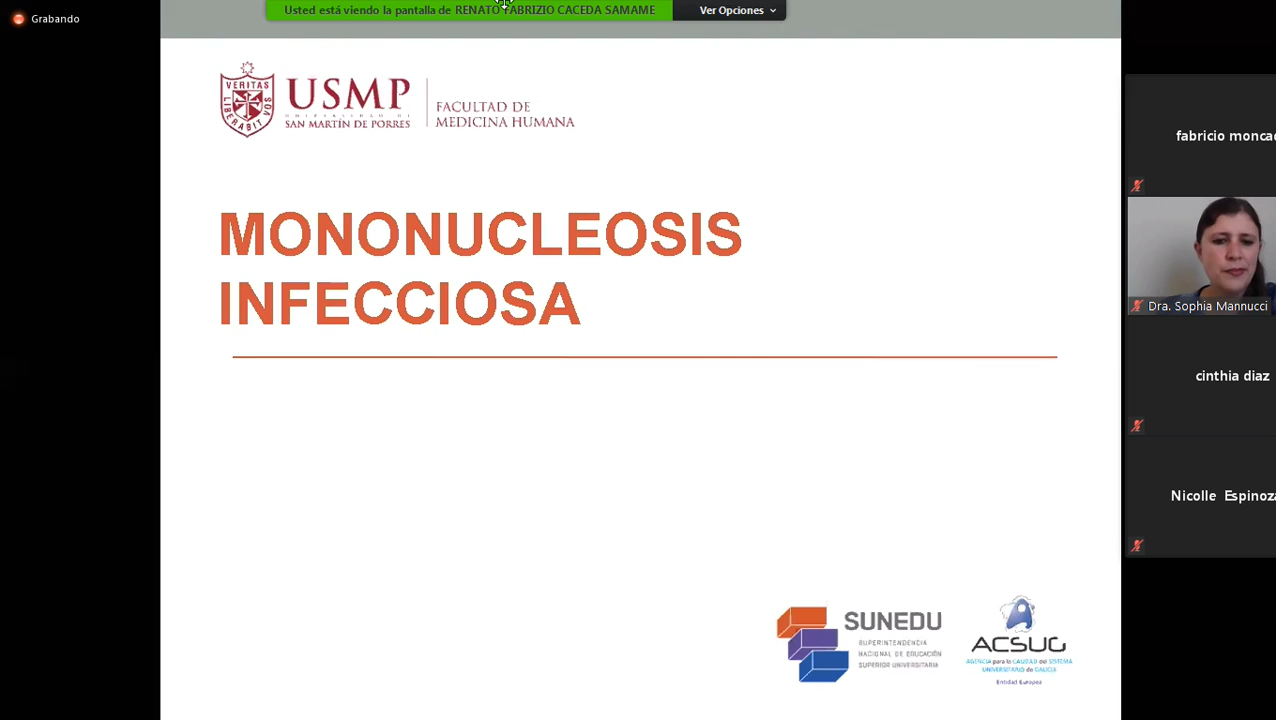 Grabando
Usted está viendo la pantalla de RENATO FABRIZIO CACEDA SAMAME
Ver Opciones
VERITAS
LIBERABIT VOS
USMP
UNIVERSIDAD DE
SAN MARTÍN DE PORRES
FACULTAD DE
MEDICINA HUMANA
MONONUCLEOSIS
INFECCIOSA
fabricio moncad
Dra. Sophia Mannucci
cinthia diaz
Nicolle Espinoza
SUNEDU
SUPERINTENDENCIA
NACIONAL DE EDUCACIÓN
SUPERIOR UNIVERSITARIA
ACSUG
AGENCIA para la CALIDAD del SISTEMA
UNIVERSITARIO de GALICIA
Entidad Europea